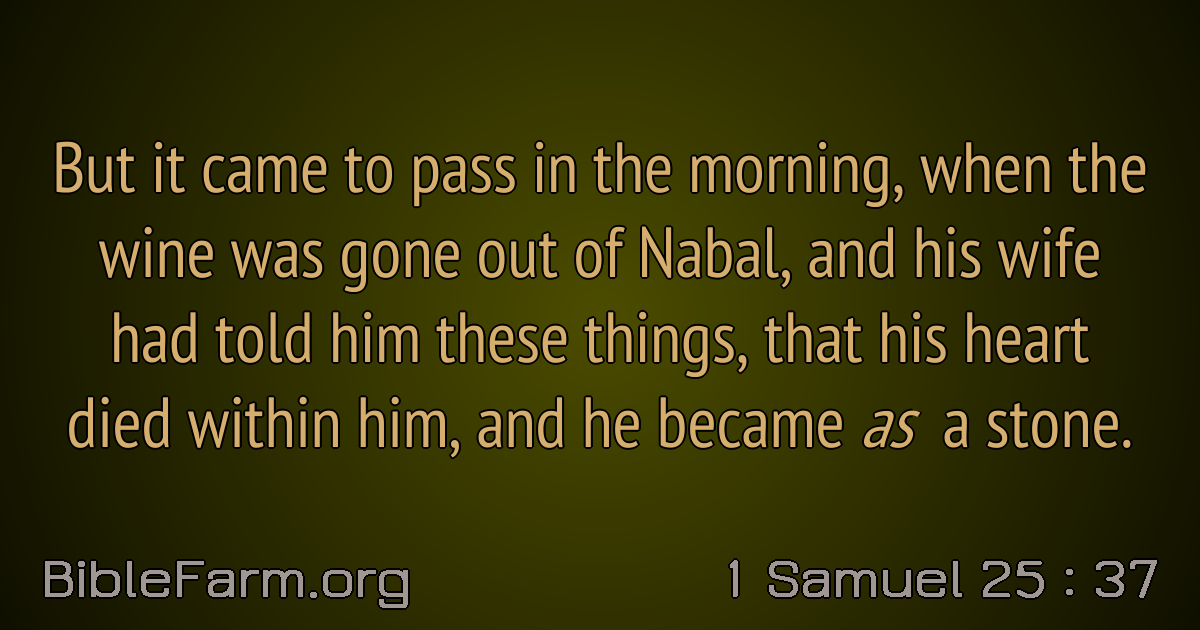 But it came to pass in the morning, when the
wine was gone out of Nabal, and his wife
had told him these things, that his heart
died within him, and he became as a stone.
BibleFarm.org
1 Samuel 25 : 37